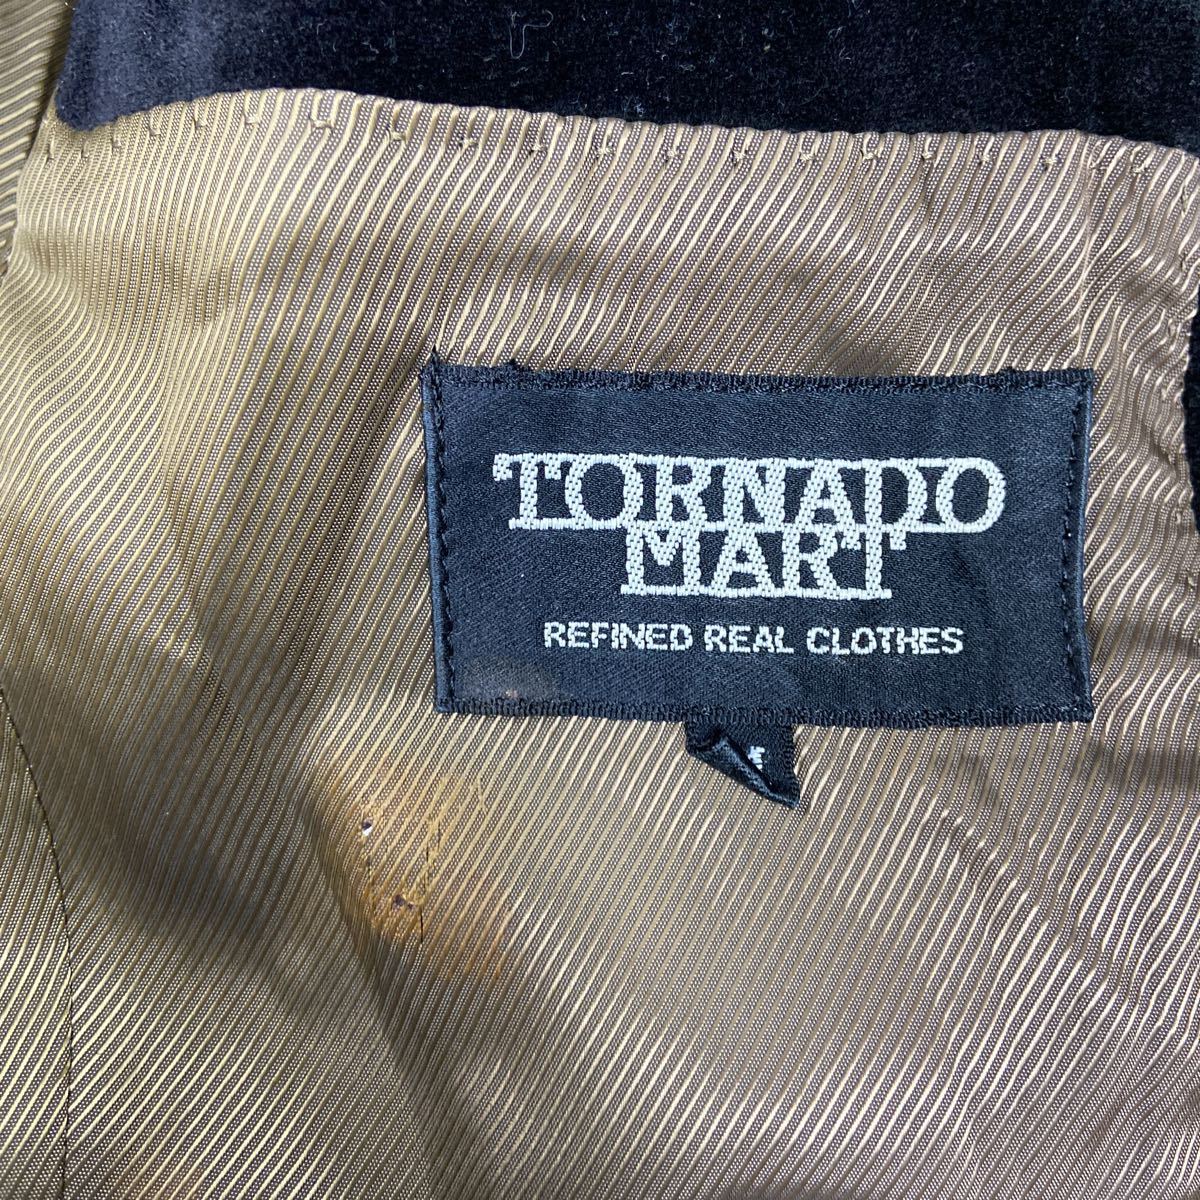 TORNADO
MART
REFINED REAL CLOTHES